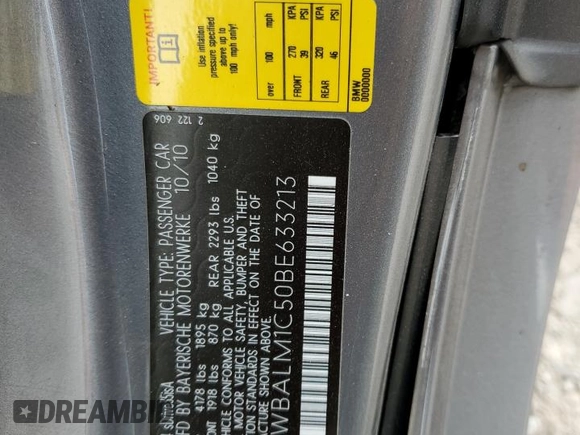 IMPORTANT!
Use inflation
pressure specified
above up to
100 mph only!
over 100 mph
KPA PSI
FRONT 270 39
KPA PSI
REAR 320 46
BMW
0000000
2 122 606
VEHICLE TYPE: PASSENGER CAR
MFD BY BAYERISCHE MOTORENWERKE 10/10
4178 lbs 1895 kg
1918 lbs 870 kg REAR 2293 lbs 1040 kg
VEHICLE CONFORMS TO ALL APPLICABLE U.S.
MOTOR VEHICLE SAFETY, BUMPER AND THEFT
STANDARDS IN EFFECT ON THE DATE OF
FACTURE SHOWN ABOVE.
WBALM1C50BE633213
DREAMBI